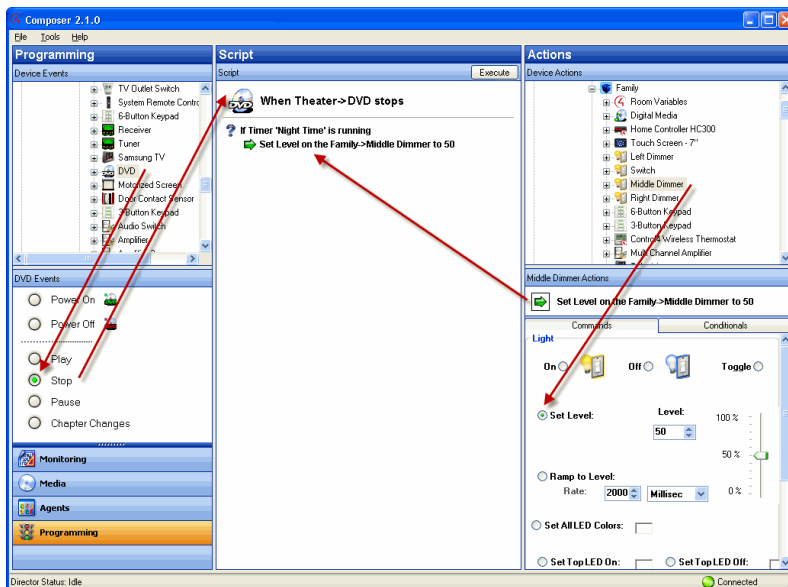 Composer 2.1.0
File Tools Help
Programming
Device Events
TV Outlet Switch
System Remote Contro
6-Button Keypad
Receiver
Tuner
Samsung TV
DVD
Motorized Screen
Door Contact Sensor
3-Button Keypad
Audio Switch
Amplifier
DVD Events
Power On
Power Off
Play
Stop
Pause
Chapter Changes
Monitoring
Media
Agents
Programming
Script
Script
Execute
DVD
When Theater->DVD stops
? If Timer 'Night Time' is running
Set Level on the Family->Middle Dimmer to 50
Actions
Device Actions
Family
Room Variables
Digital Media
Home Controller HC300
Touch Screen - 7"
Left Dimmer
Switch
Middle Dimmer
Right Dimmer
6-Button Keypad
3-Button Keypad
Control4 Wireless Thermostat
Multi Channel Amplifier
Middle Dimmer Actions
Set Level on the Family->Middle Dimmer to 50
Commands Conditionals
Light
On Off Toggle
Set Level: Level: 100 %
50
50 %
Ramp to Level:
Rate: 2000 Millisec 0 %
Set All LED Colors:
Set Top LED On: Set Top LED Off:
Director Status: Idle
Connected